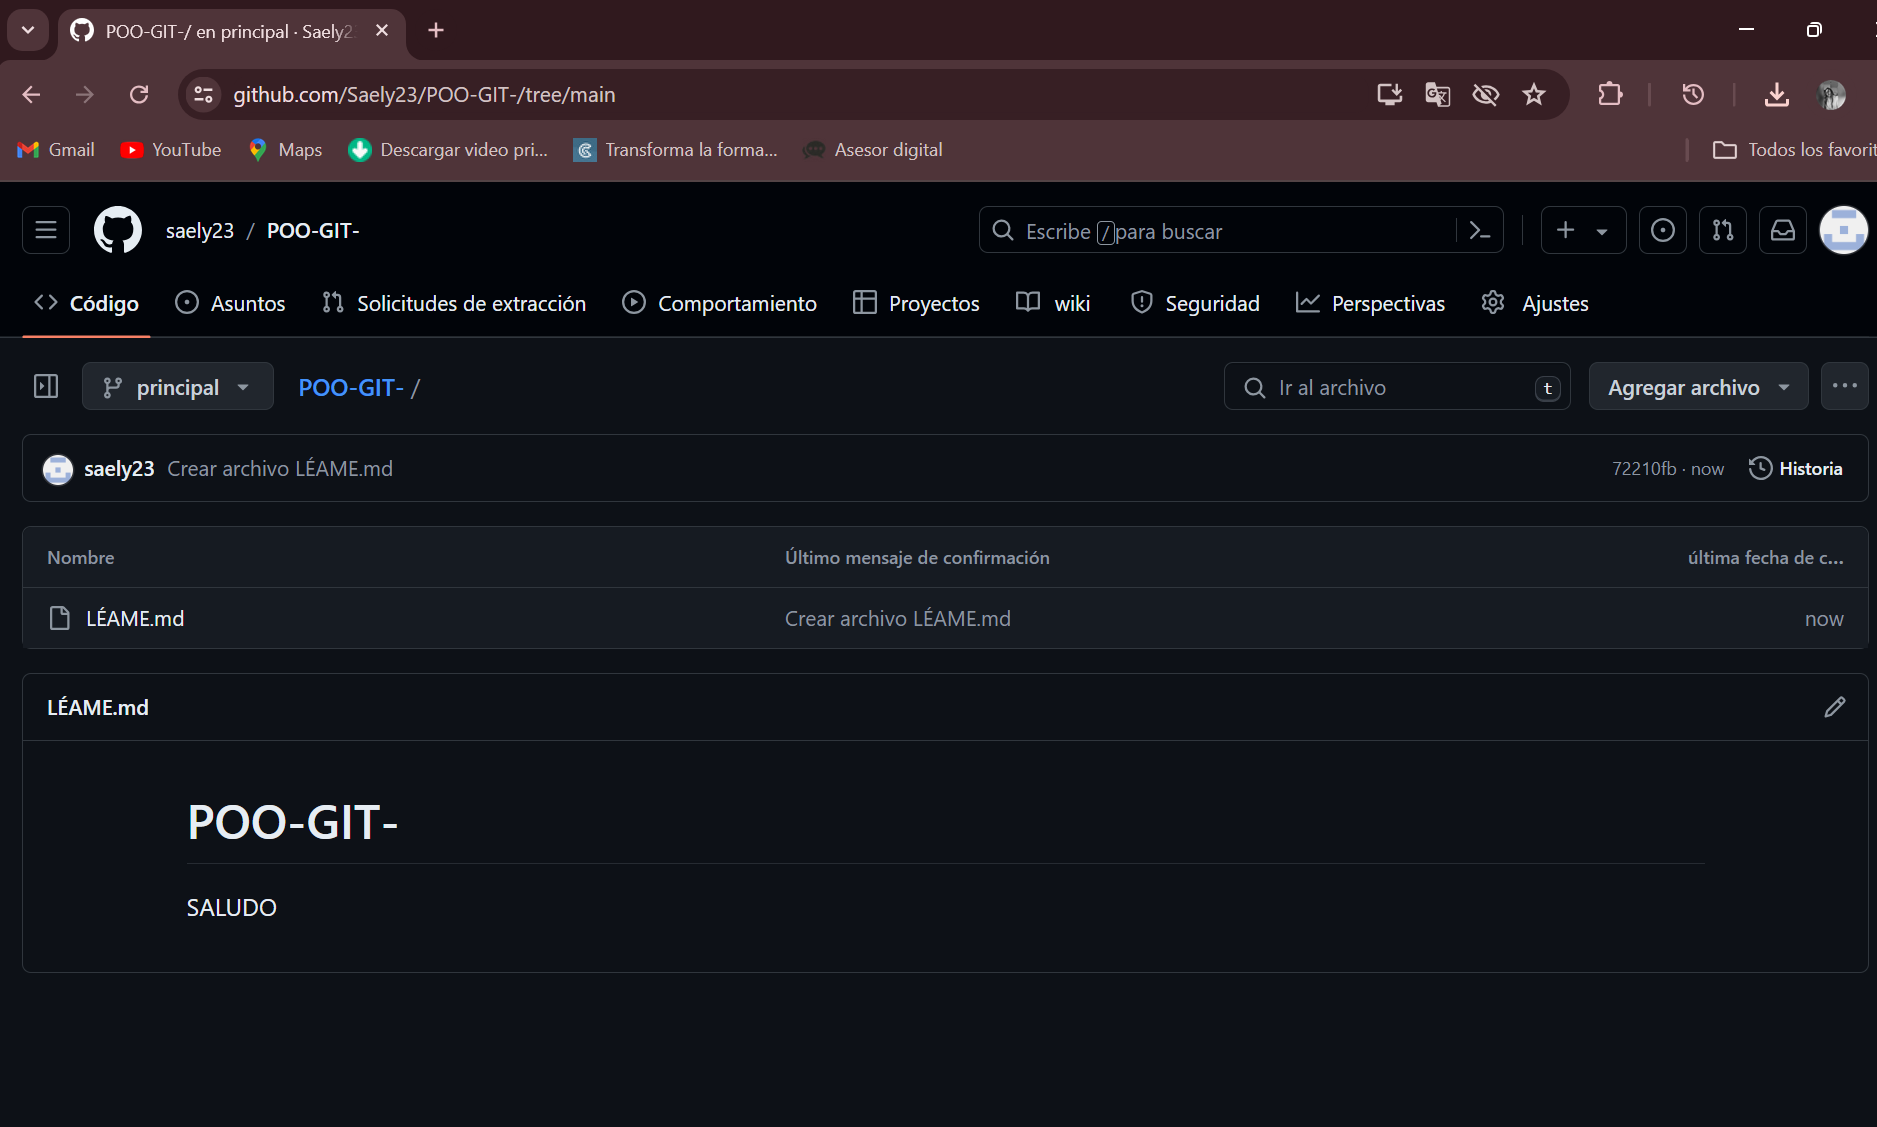 POO-GIT-/ en principal · Saely2
github.com/Saely23/POO-GIT-/tree/main
Gmail YouTube Maps Descargar video pri... Transforma la forma... Asesor digital Todos los favorit
saely23 / POO-GIT- Escribe / para buscar
Código Asuntos Solicitudes de extracción Comportamiento Proyectos wiki Seguridad Perspectivas Ajustes
principal POO-GIT- / Ir al archivo t Agregar archivo
saely23 Crear archivo LÉAME.md 72210fb · now Historia
Nombre Último mensaje de confirmación última fecha de c...
LÉAME.md Crear archivo LÉAME.md now
LÉAME.md
POO-GIT-
SALUDO